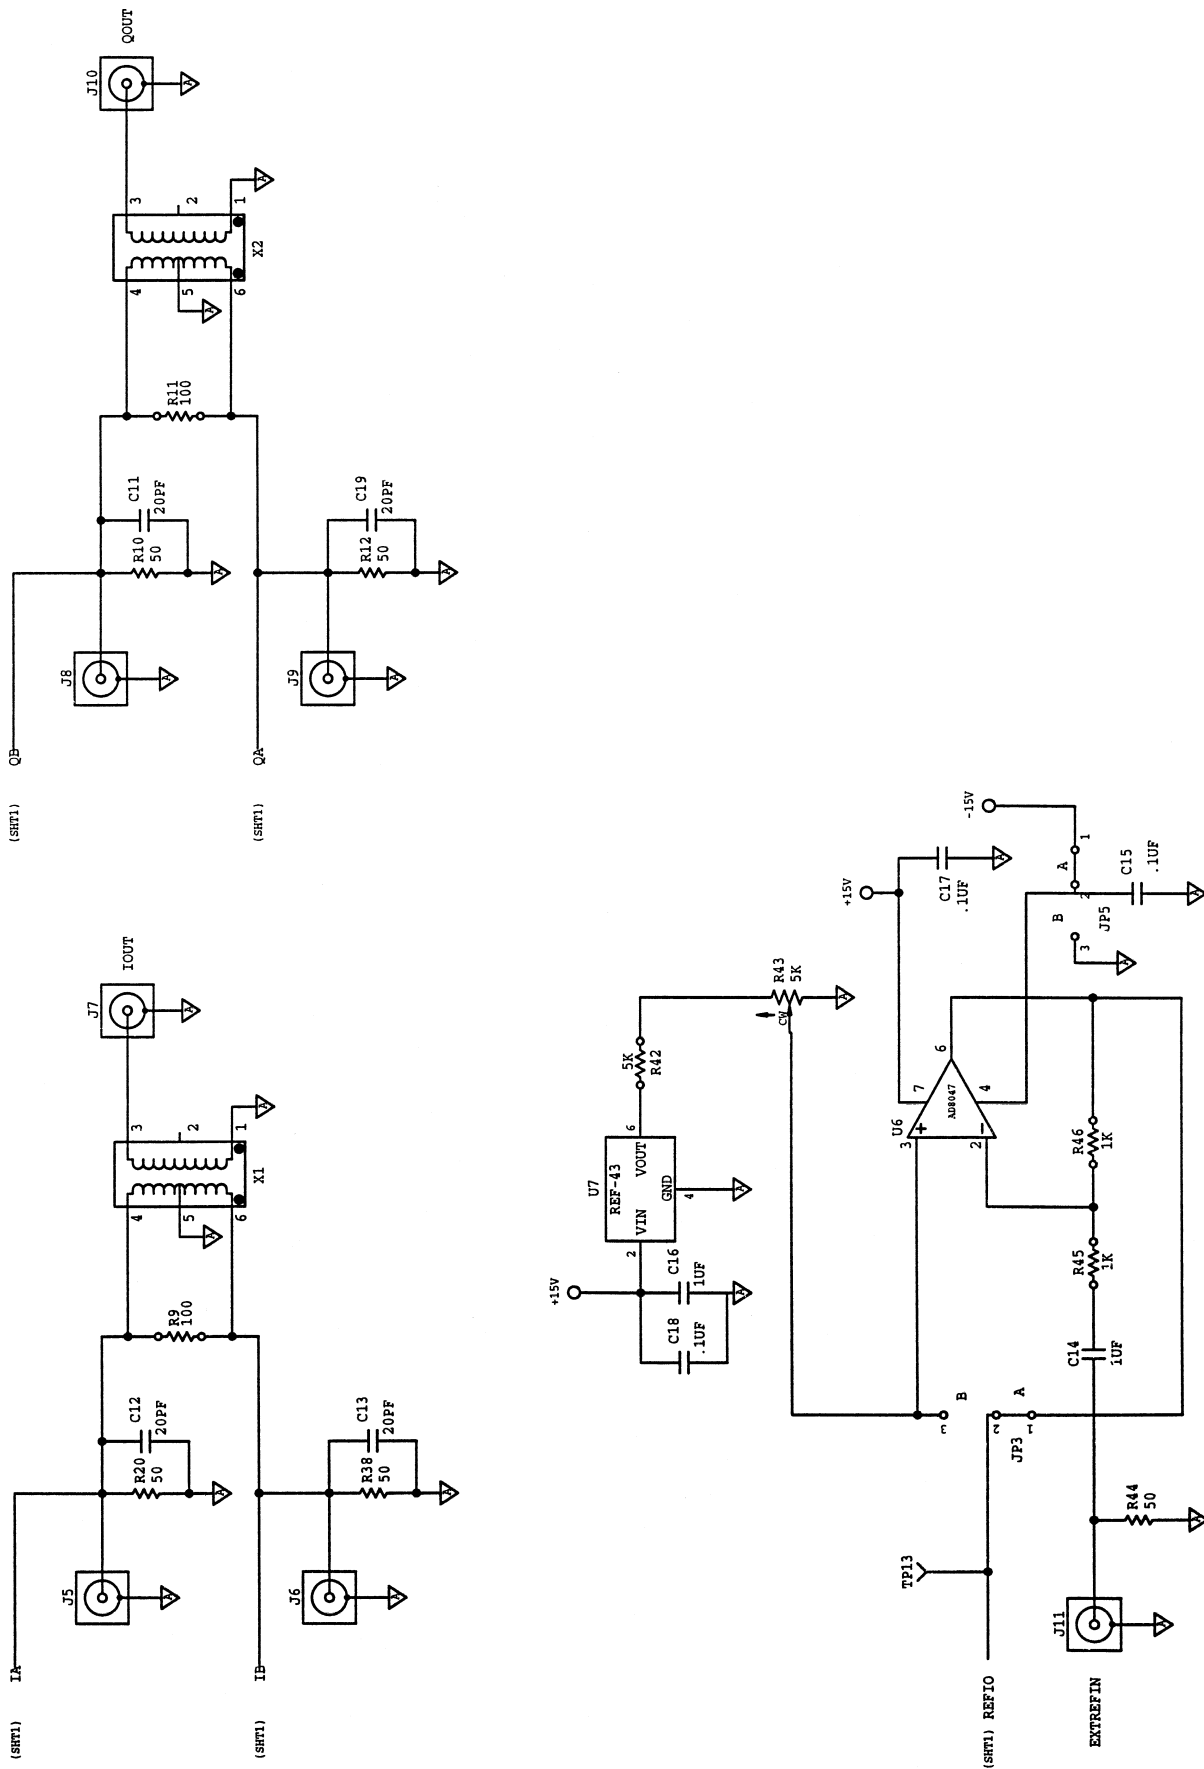 (SHT1) IA
J5
R20
50
C12
20PF
A
R9
100
4
5
6
3
2
1
X1
A
A
J7
IOUT
A
(SHT1) IB
J6
A
R38
50
C13
20PF
A
A
(SHT1) QB
J8
A
R10
50
C11
20PF
A
R11
100
4
5
6
3
2
1
X2
A
A
J10
QOUT
A
(SHT1) QA
J9
A
R12
50
C19
20PF
A
+15V
C18
.1UF
C16
1UF
A
2
U7
REF-43
VIN
VOUT
GND
4
A
6
5K
R42
R43
5K
CW
A
+15V
C17
.1UF
A
-15V
U6
AD8047
+
-
3
2
7
4
6
1
A
2
B
3
JP5
A
C15
.1UF
A
TP13
(SHT1) REFIO
3
B
2
A
1
JP3
EXTREFIN
J11
A
R44
50
A
C14
1UF
R45
1K
R46
1K